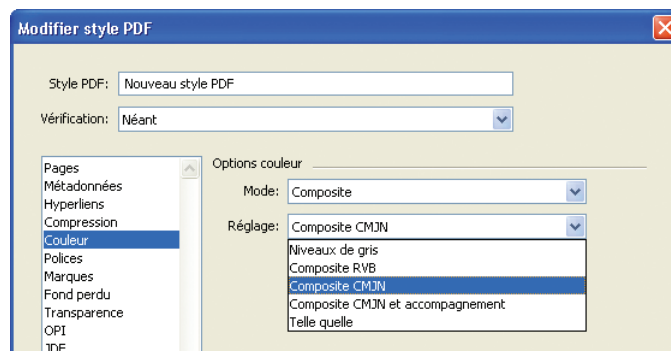 Modifier style PDF
Style PDF: Nouveau style PDF
Vérification: Néant
Pages
Métadonnées
Hyperliens
Compression
Couleur
Polices
Marques
Fond perdu
Transparence
OPI
JDF
Options couleur
Mode: Composite
Réglage: Composite CMJN
Niveaux de gris
Composite RVB
Composite CMJN
Composite CMJN et accompagnement
Telle quelle